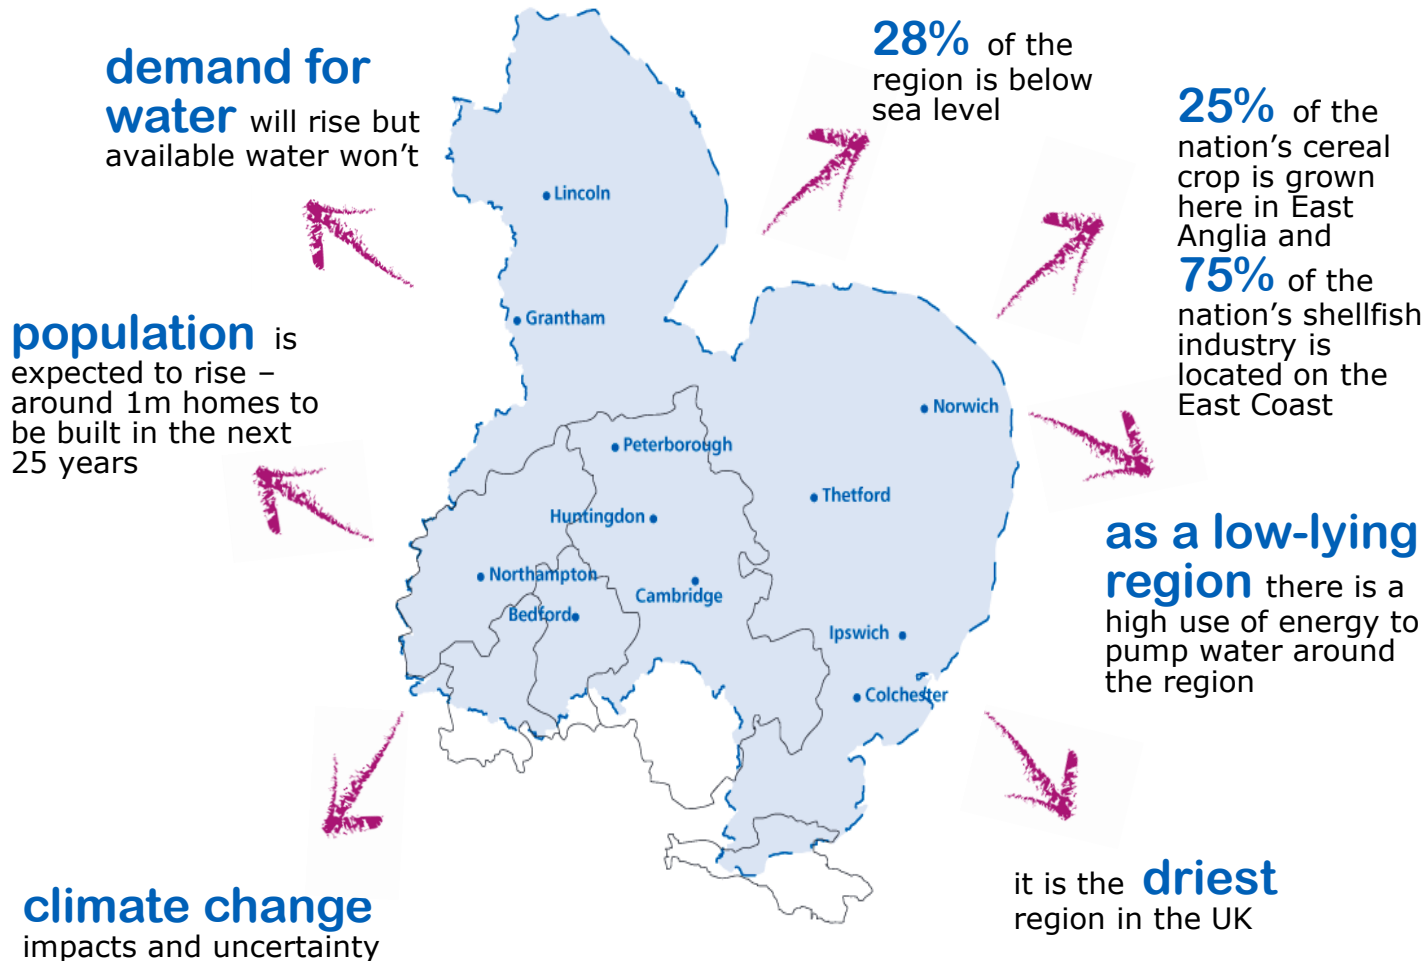 demand for
water will rise but
available water won't
28% of the
region is below
sea level
25% of the
nation's cereal
crop is grown
here in East
Anglia and
75% of the
nation's shellfish
industry is
located on the
East Coast
Lincoln
Grantham
population is
expected to rise –
around 1m homes to
be built in the next
25 years
Norwich
Peterborough
Thetford
Huntingdon
as a low-lying
region there is a
high use of energy to
pump water around
the region
Northampton
Cambridge
Bedford
Ipswich
Colchester
climate change
impacts and uncertainty
it is the driest
region in the UK